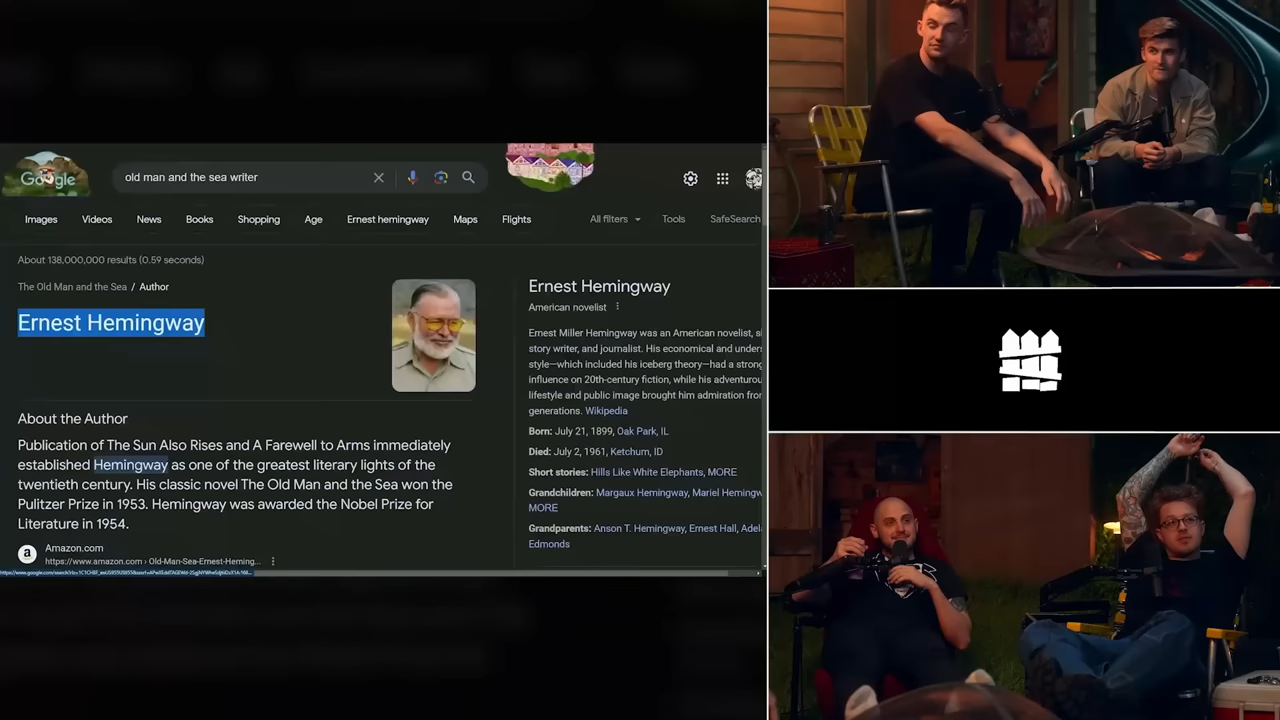 Google
old man and the sea writer
Images Videos News Books Shopping Age Ernest hemingway Maps Flights All filters Tools SafeSearch
About 138,000,000 results (0.59 seconds)
The Old Man and the Sea / Author
Ernest Hemingway
About the Author
Publication of The Sun Also Rises and A Farewell to Arms immediately
established Hemingway as one of the greatest literary lights of the
twentieth century. His classic novel The Old Man and the Sea won the
Pulitzer Prize in 1953. Hemingway was awarded the Nobel Prize for
Literature in 1954.
Amazon.com
https://www.amazon.com › Old-Man-Sea-Ernest-Heming...
Ernest Hemingway
American novelist
Ernest Miller Hemingway was an American novelist, s
story writer, and journalist. His economical and under
style—which included his iceberg theory—had a strong
influence on 20th-century fiction, while his adventurou
lifestyle and public image brought him admiration from
generations. Wikipedia
Born: July 21, 1899, Oak Park, IL
Died: July 2, 1961, Ketchum, ID
Short stories: Hills Like White Elephants, MORE
Grandchildren: Margaux Hemingway, Mariel Hemingw
MORE
Grandparents: Anson T. Hemingway, Ernest Hall, Adel
Edmonds